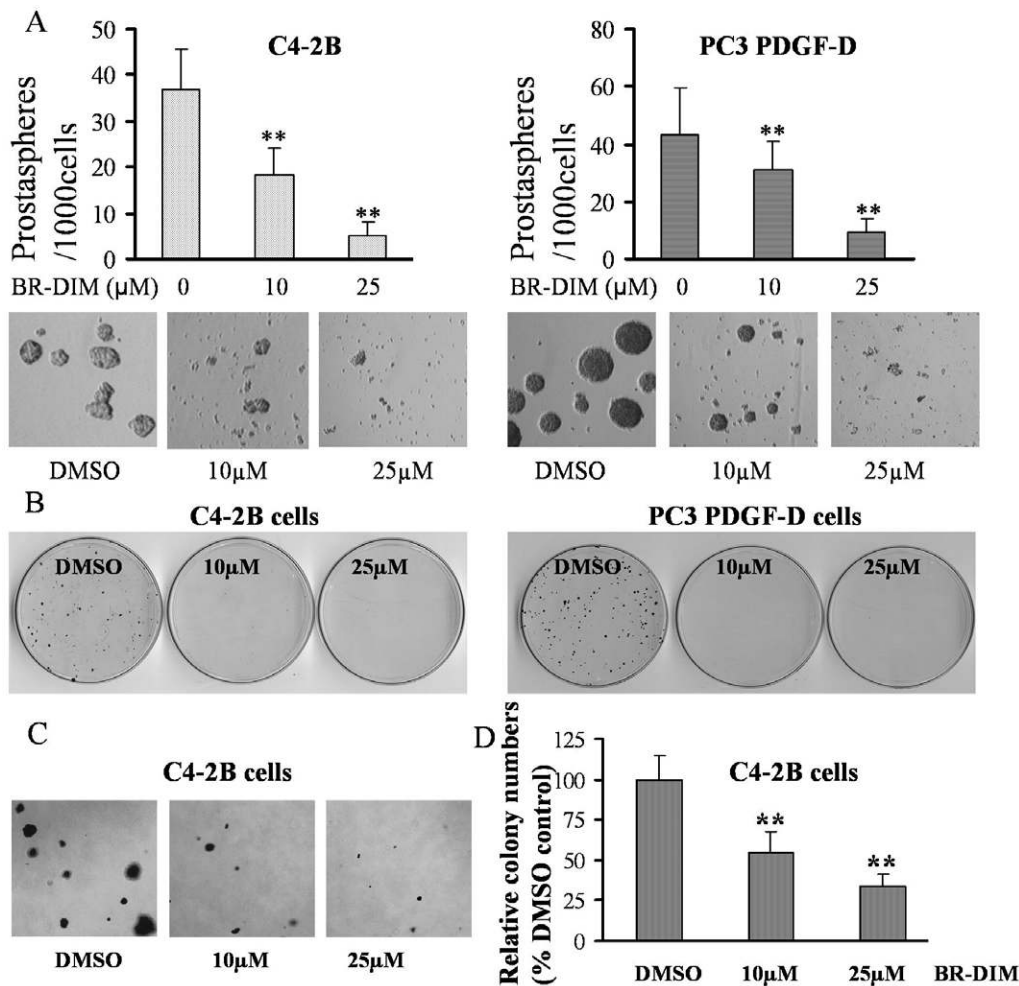 A
C4-2B
Prostaspheres
/1000cells
50
40
30
20
10
0
**
**
BR-DIM (µM) 0 10 25
DMSO 10µM 25µM
PC3 PDGF-D
Prostaspheres
/1000cells
80
60
40
20
0
**
**
BR-DIM (µM) 0 10 25
DMSO 10µM 25µM
B
C4-2B cells
DMSO 10µM 25µM
PC3 PDGF-D cells
DMSO 10µM 25µM
C
C4-2B cells
DMSO 10µM 25µM
D
C4-2B cells
Relative colony numbers
(% DMSO control)
125
100
75
50
25
0
**
**
DMSO 10µM 25µM BR-DIM